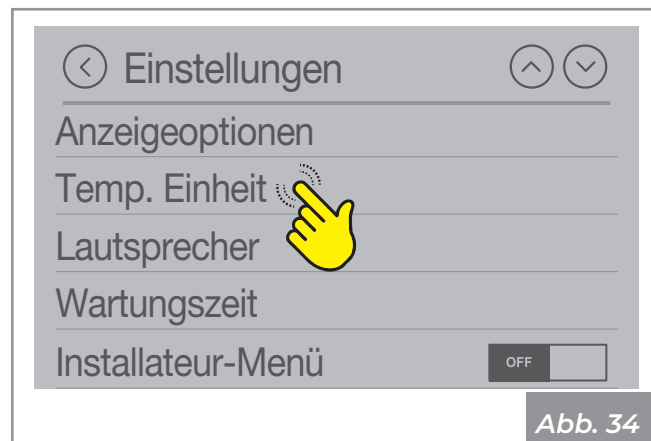 Einstellungen
Anzeigeoptionen
Temp. Einheit
Lautsprecher
Wartungszeit
Installateur-Menü OFF
Abb. 34